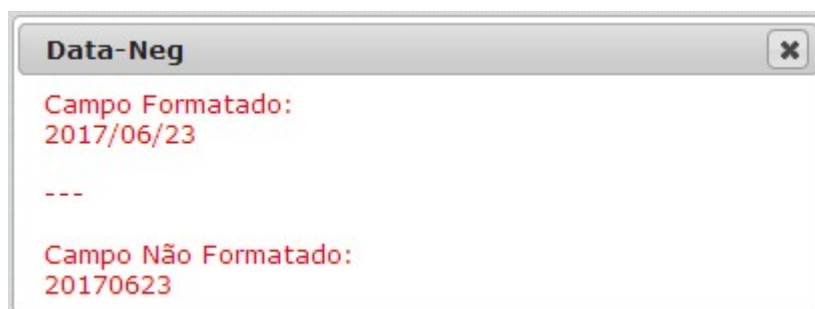 Data-Neg
Campo Formatado:
2017/06/23
---
Campo Não Formatado:
20170623